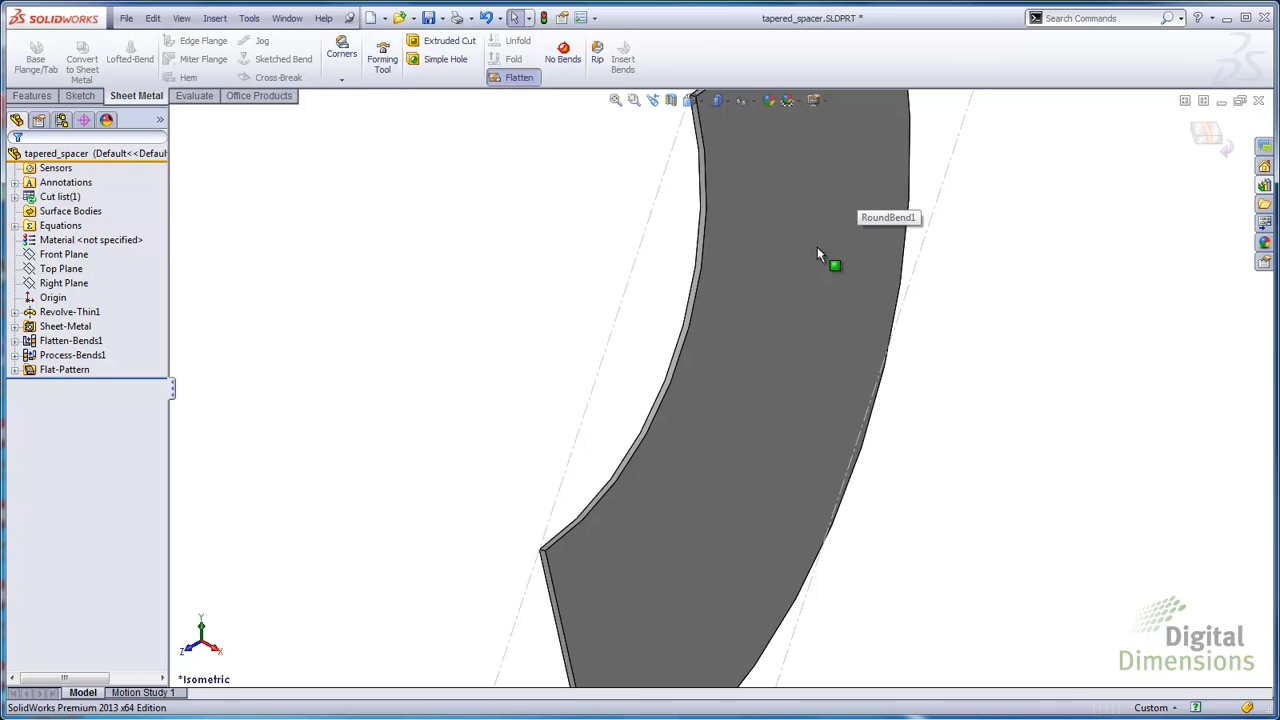 SOLIDWORKS
File
Edit
View
Insert
Tools
Window
Help
tapered_spacer.SLDPRT *
Search Commands
Base
Flange/Tab
Convert
to Sheet
Metal
Lofted-Bend
Edge Flange
Miter Flange
Hem
Jog
Sketched Bend
Cross-Break
Corners
Forming
Tool
Extruded Cut
Simple Hole
Unfold
Fold
Flatten
No Bends
Rip
Insert
Bends
Features
Sketch
Sheet Metal
Evaluate
Office Products
tapered_spacer (Default<<Defaul
Sensors
Annotations
Cut list(1)
Surface Bodies
Equations
Material <not specified>
Front Plane
Top Plane
Right Plane
Origin
Revolve-Thin1
Sheet-Metal
Flatten-Bends1
Process-Bends1
Flat-Pattern
RoundBend1
Y
Z
X
*Isometric
Digital
Dimensions
Model
Motion Study 1
SolidWorks Premium 2013 x64 Edition
Custom